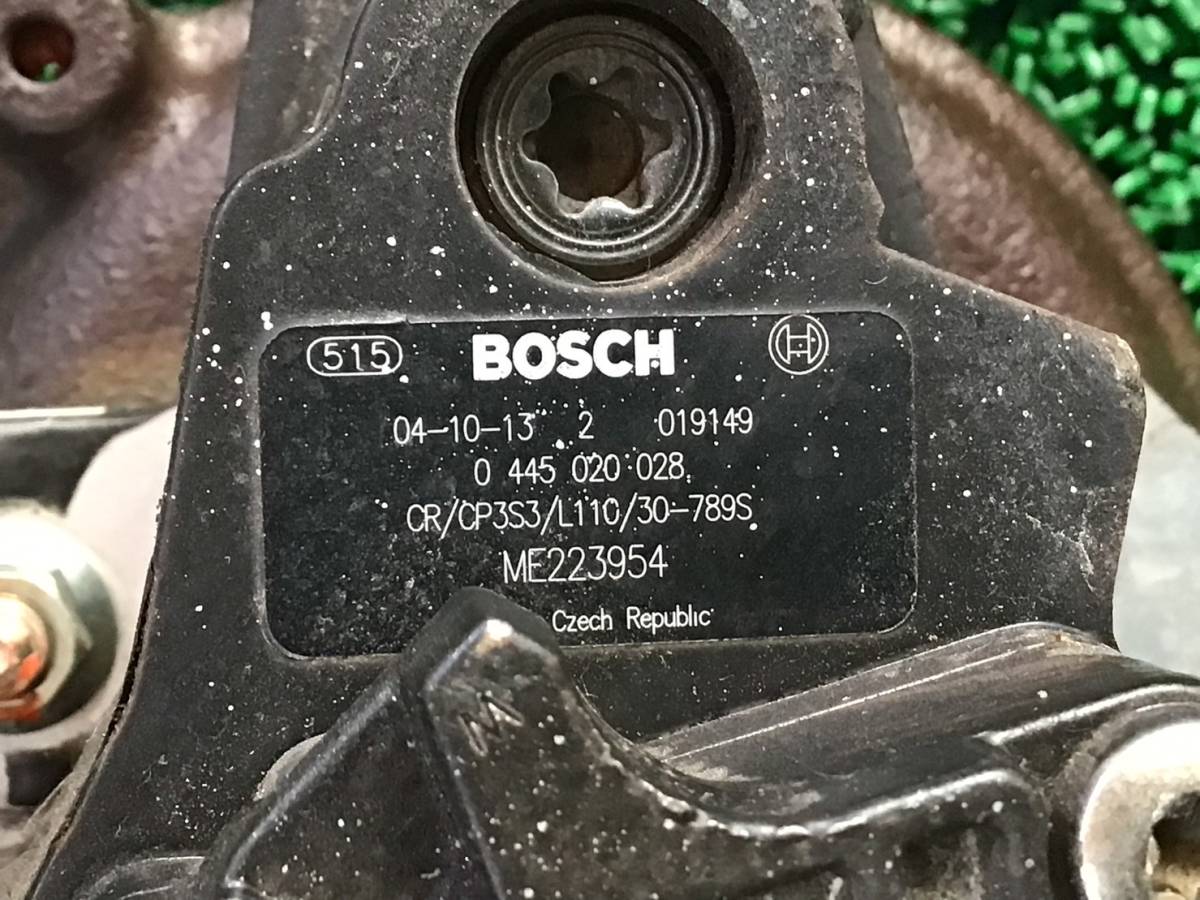 515 BOSCH
04-10-13 2 019149
0 445 020 028
CR/CP3S3/L110/30-789S
ME223954
Czech Republic
M